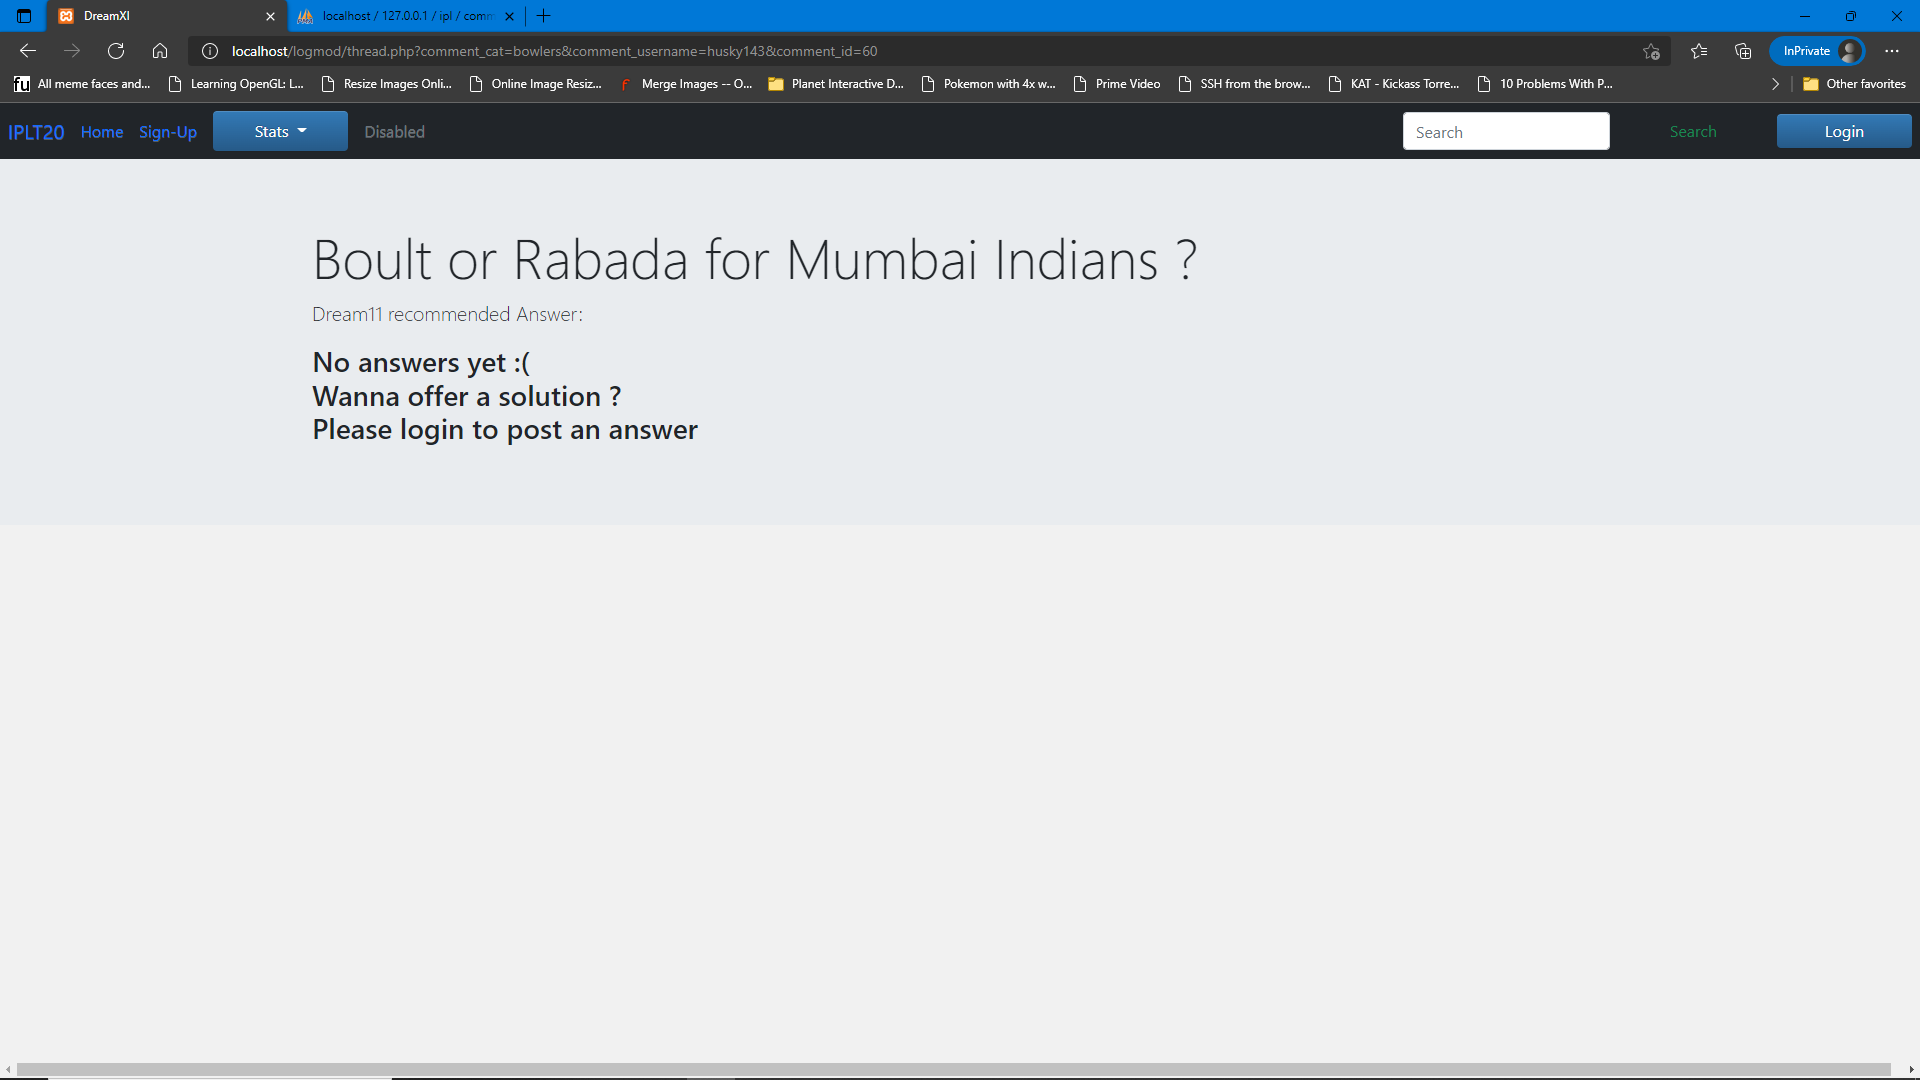 DreamXI
localhost / 127.0.0.1 / ipl / comm
localhost/logmod/thread.php?comment_cat=bowlers&comment_username=husky143&comment_id=60
InPrivate
fu All meme faces and... Learning OpenGL: L... Resize Images Onli... Online Image Resiz... Merge Images -- O... Planet Interactive D... Pokemon with 4x w... Prime Video SSH from the brow... KAT - Kickass Torre... 10 Problems With P... Other favorites
IPLT20 Home Sign-Up Stats Disabled Search Search Login
Boult or Rabada for Mumbai Indians ?
Dream11 recommended Answer:
No answers yet :(
Wanna offer a solution ?
Please login to post an answer